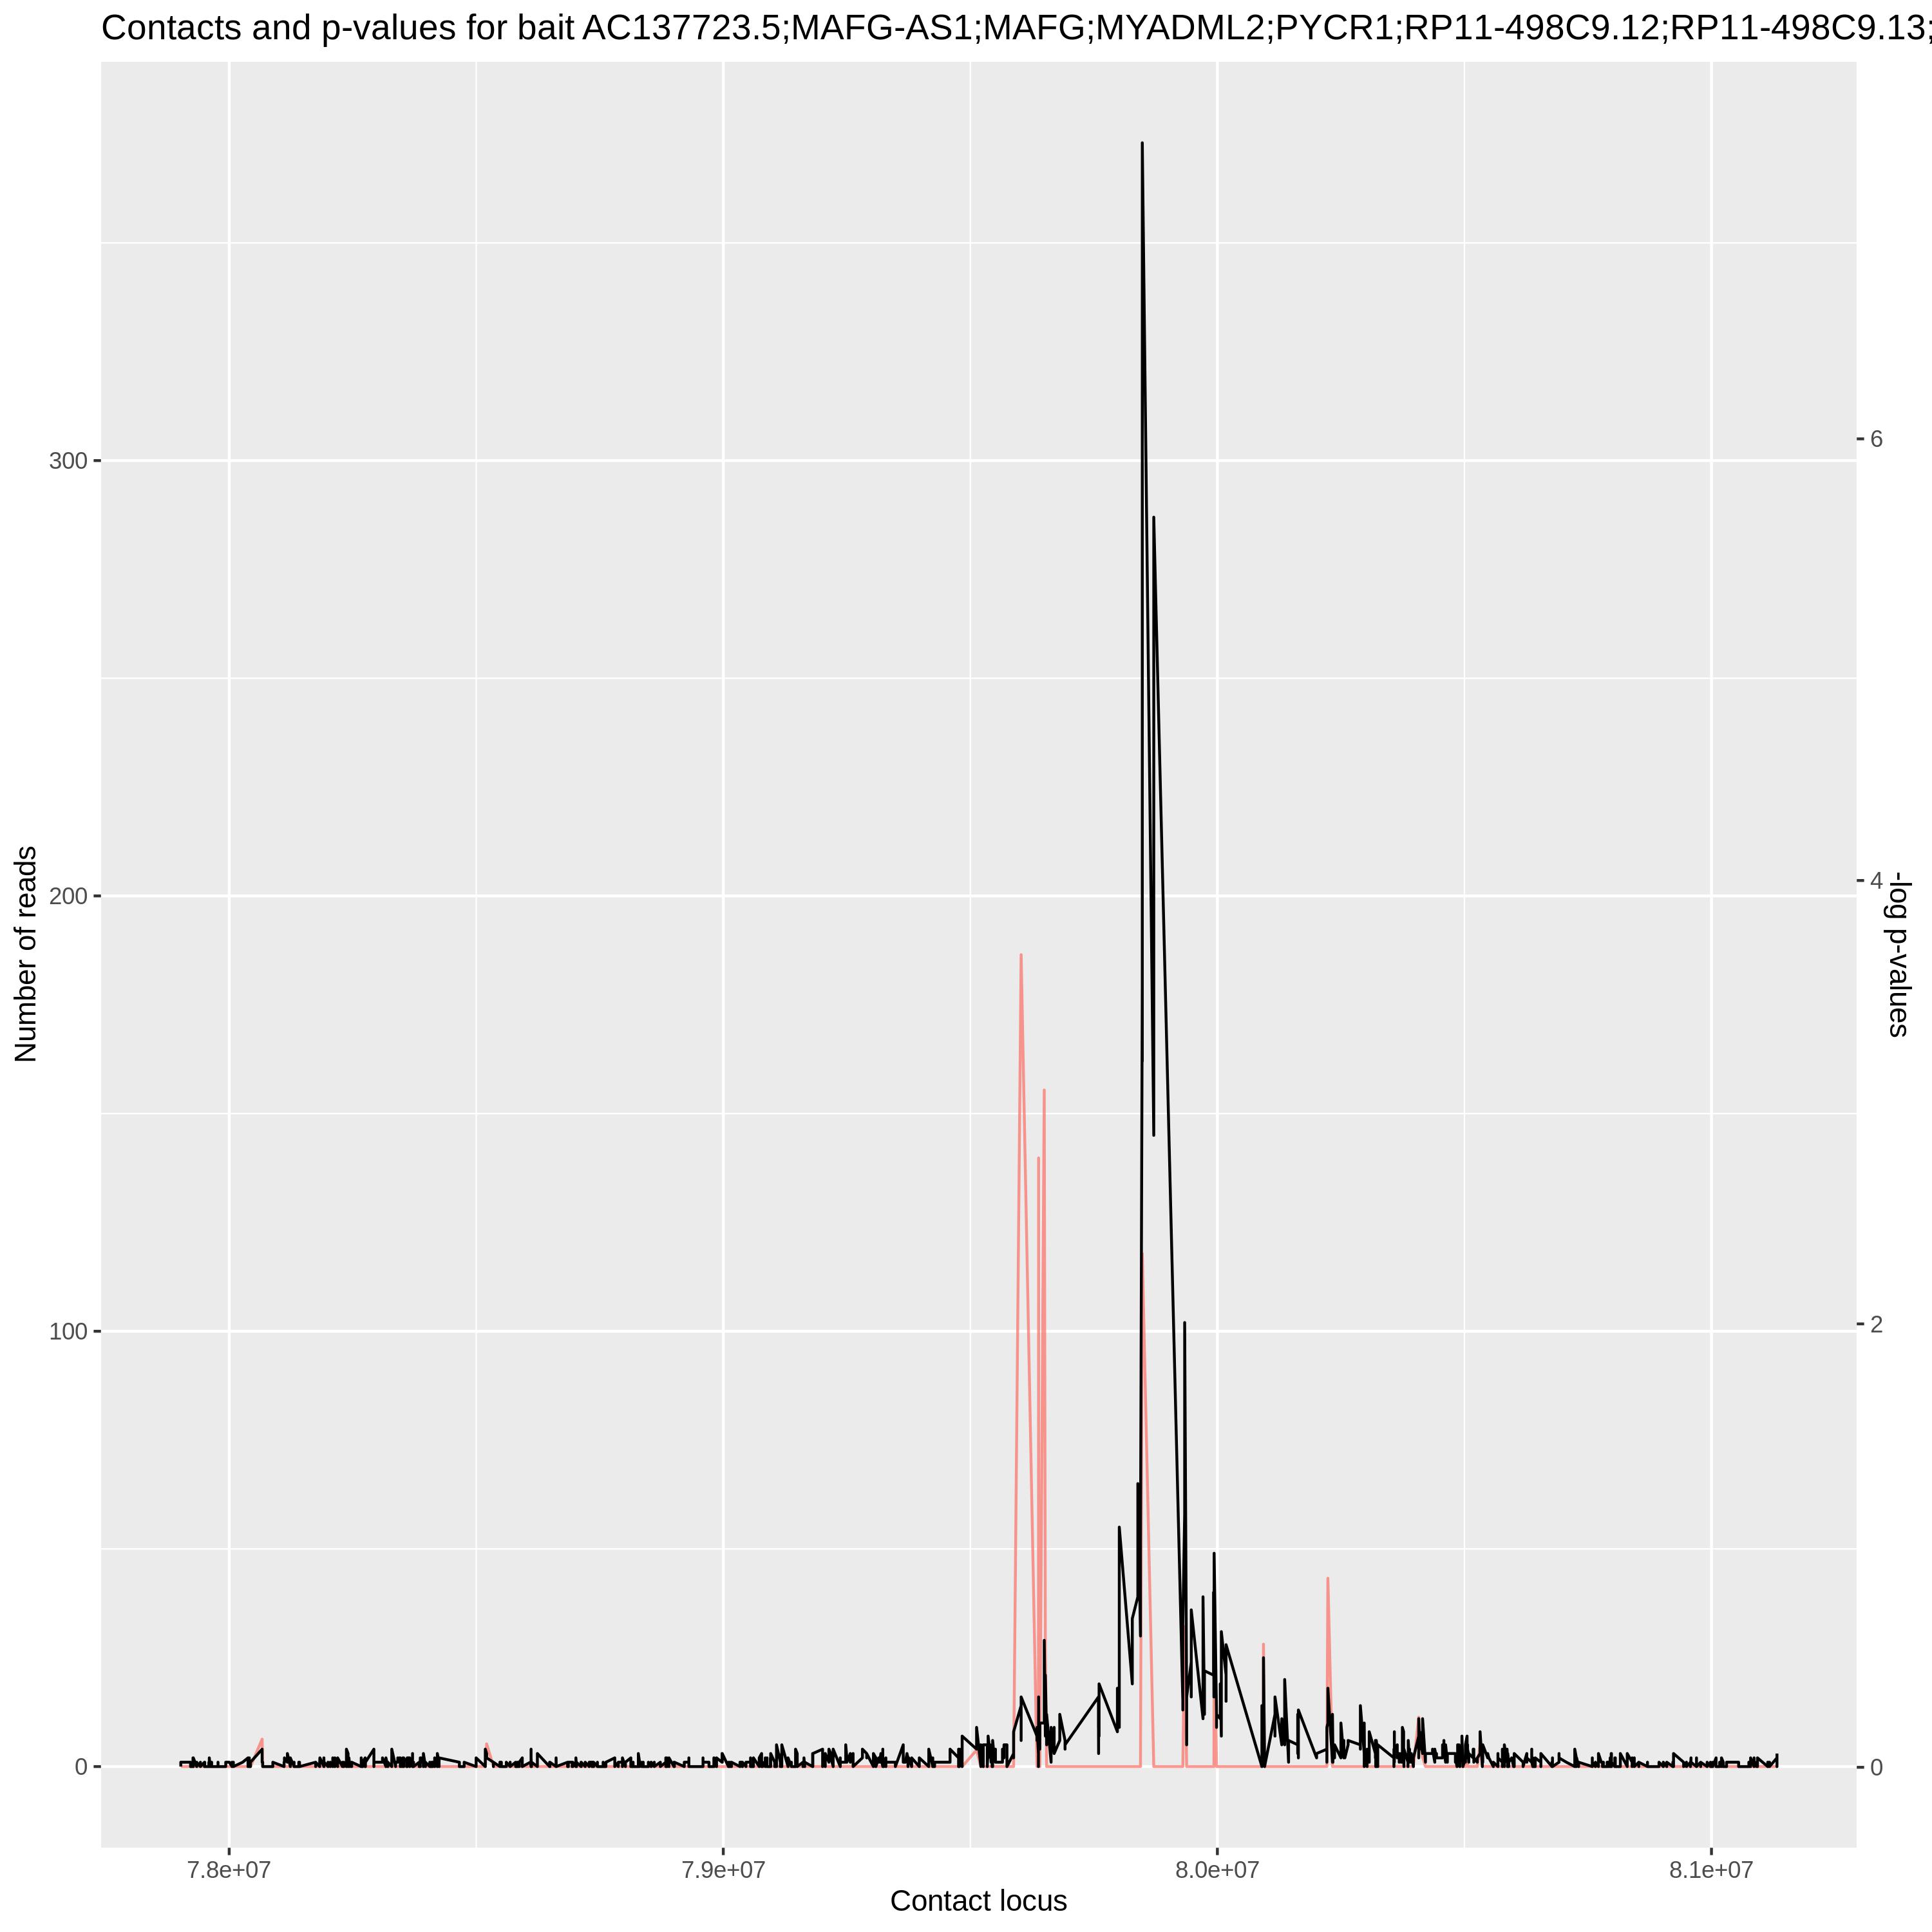 Contacts and p-values for bait AC137723.5;MAFG-AS1;MAFG;MYADML2;PYCR1;RP11-498C9.12;RP11-498C9.13;
Number of reads
300
200
100
0
6
4
2
0
-log p-values
7.8e+07 7.9e+07 8.0e+07 8.1e+07
Contact locus